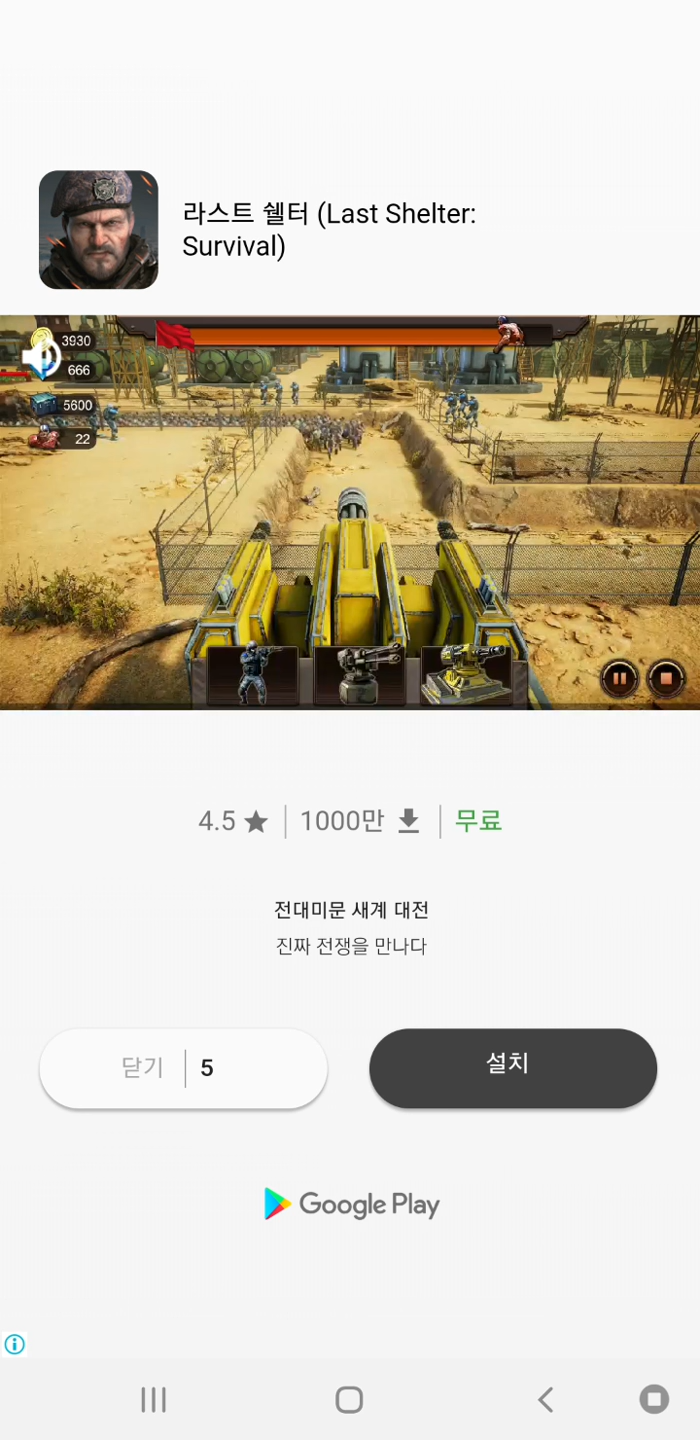 라스트 쉘터 (Last Shelter:
Survival)
3930
666
5600
22
4.5
1000만
무료
전대미문 새계 대전
진짜 전쟁을 만나다
닫기
5
설치
Google Play